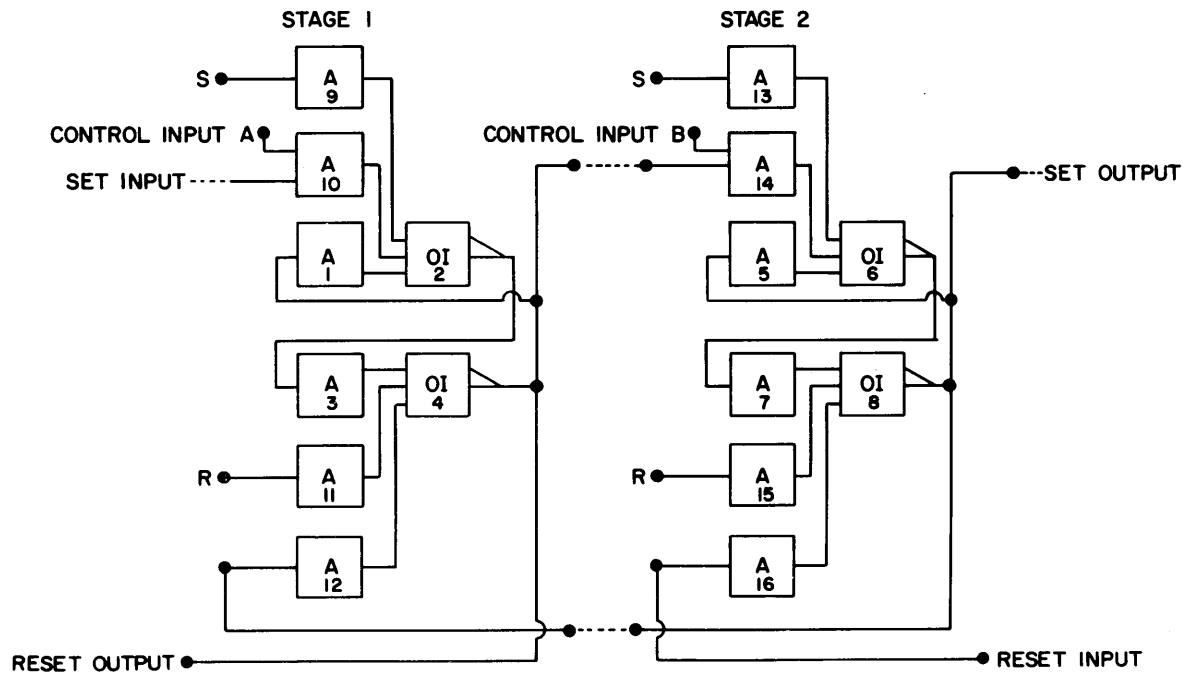 STAGE 1
STAGE 2
S
A
9
S
A
13
CONTROL INPUT A
A
10
CONTROL INPUT B
A
14
SET INPUT
SET OUTPUT
A
1
OI
2
A
5
OI
6
A
3
OI
4
A
7
OI
8
R
A
11
R
A
15
A
12
A
16
RESET OUTPUT
RESET INPUT